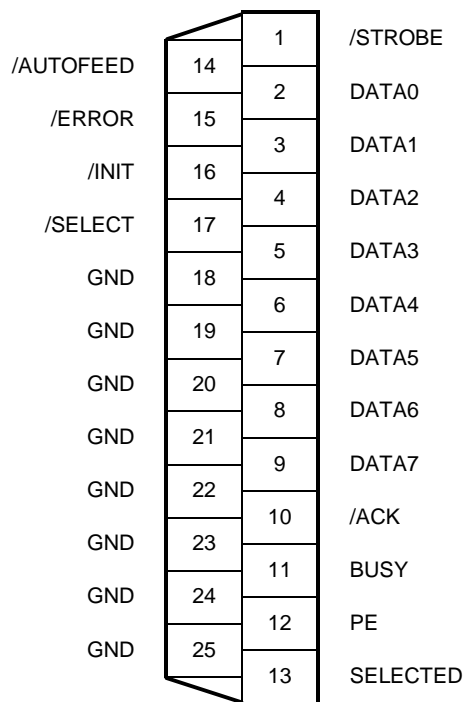 1 /STROBE
/AUTOFEED 14
2 DATA0
/ERROR 15
3 DATA1
/INIT 16
4 DATA2
/SELECT 17
5 DATA3
GND 18
6 DATA4
GND 19
7 DATA5
GND 20
8 DATA6
GND 21
9 DATA7
GND 22
10 /ACK
GND 23
11 BUSY
GND 24
12 PE
GND 25
13 SELECTED